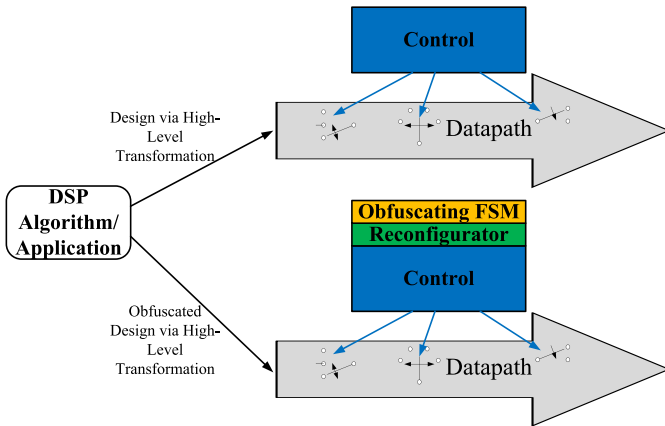 Control
Design via High-
Level
Transformation
Datapath
DSP
Algorithm/
Application
Obfuscating FSM
Reconfigurator
Control
Obfuscated
Design via High-
Level
Transformation
Datapath